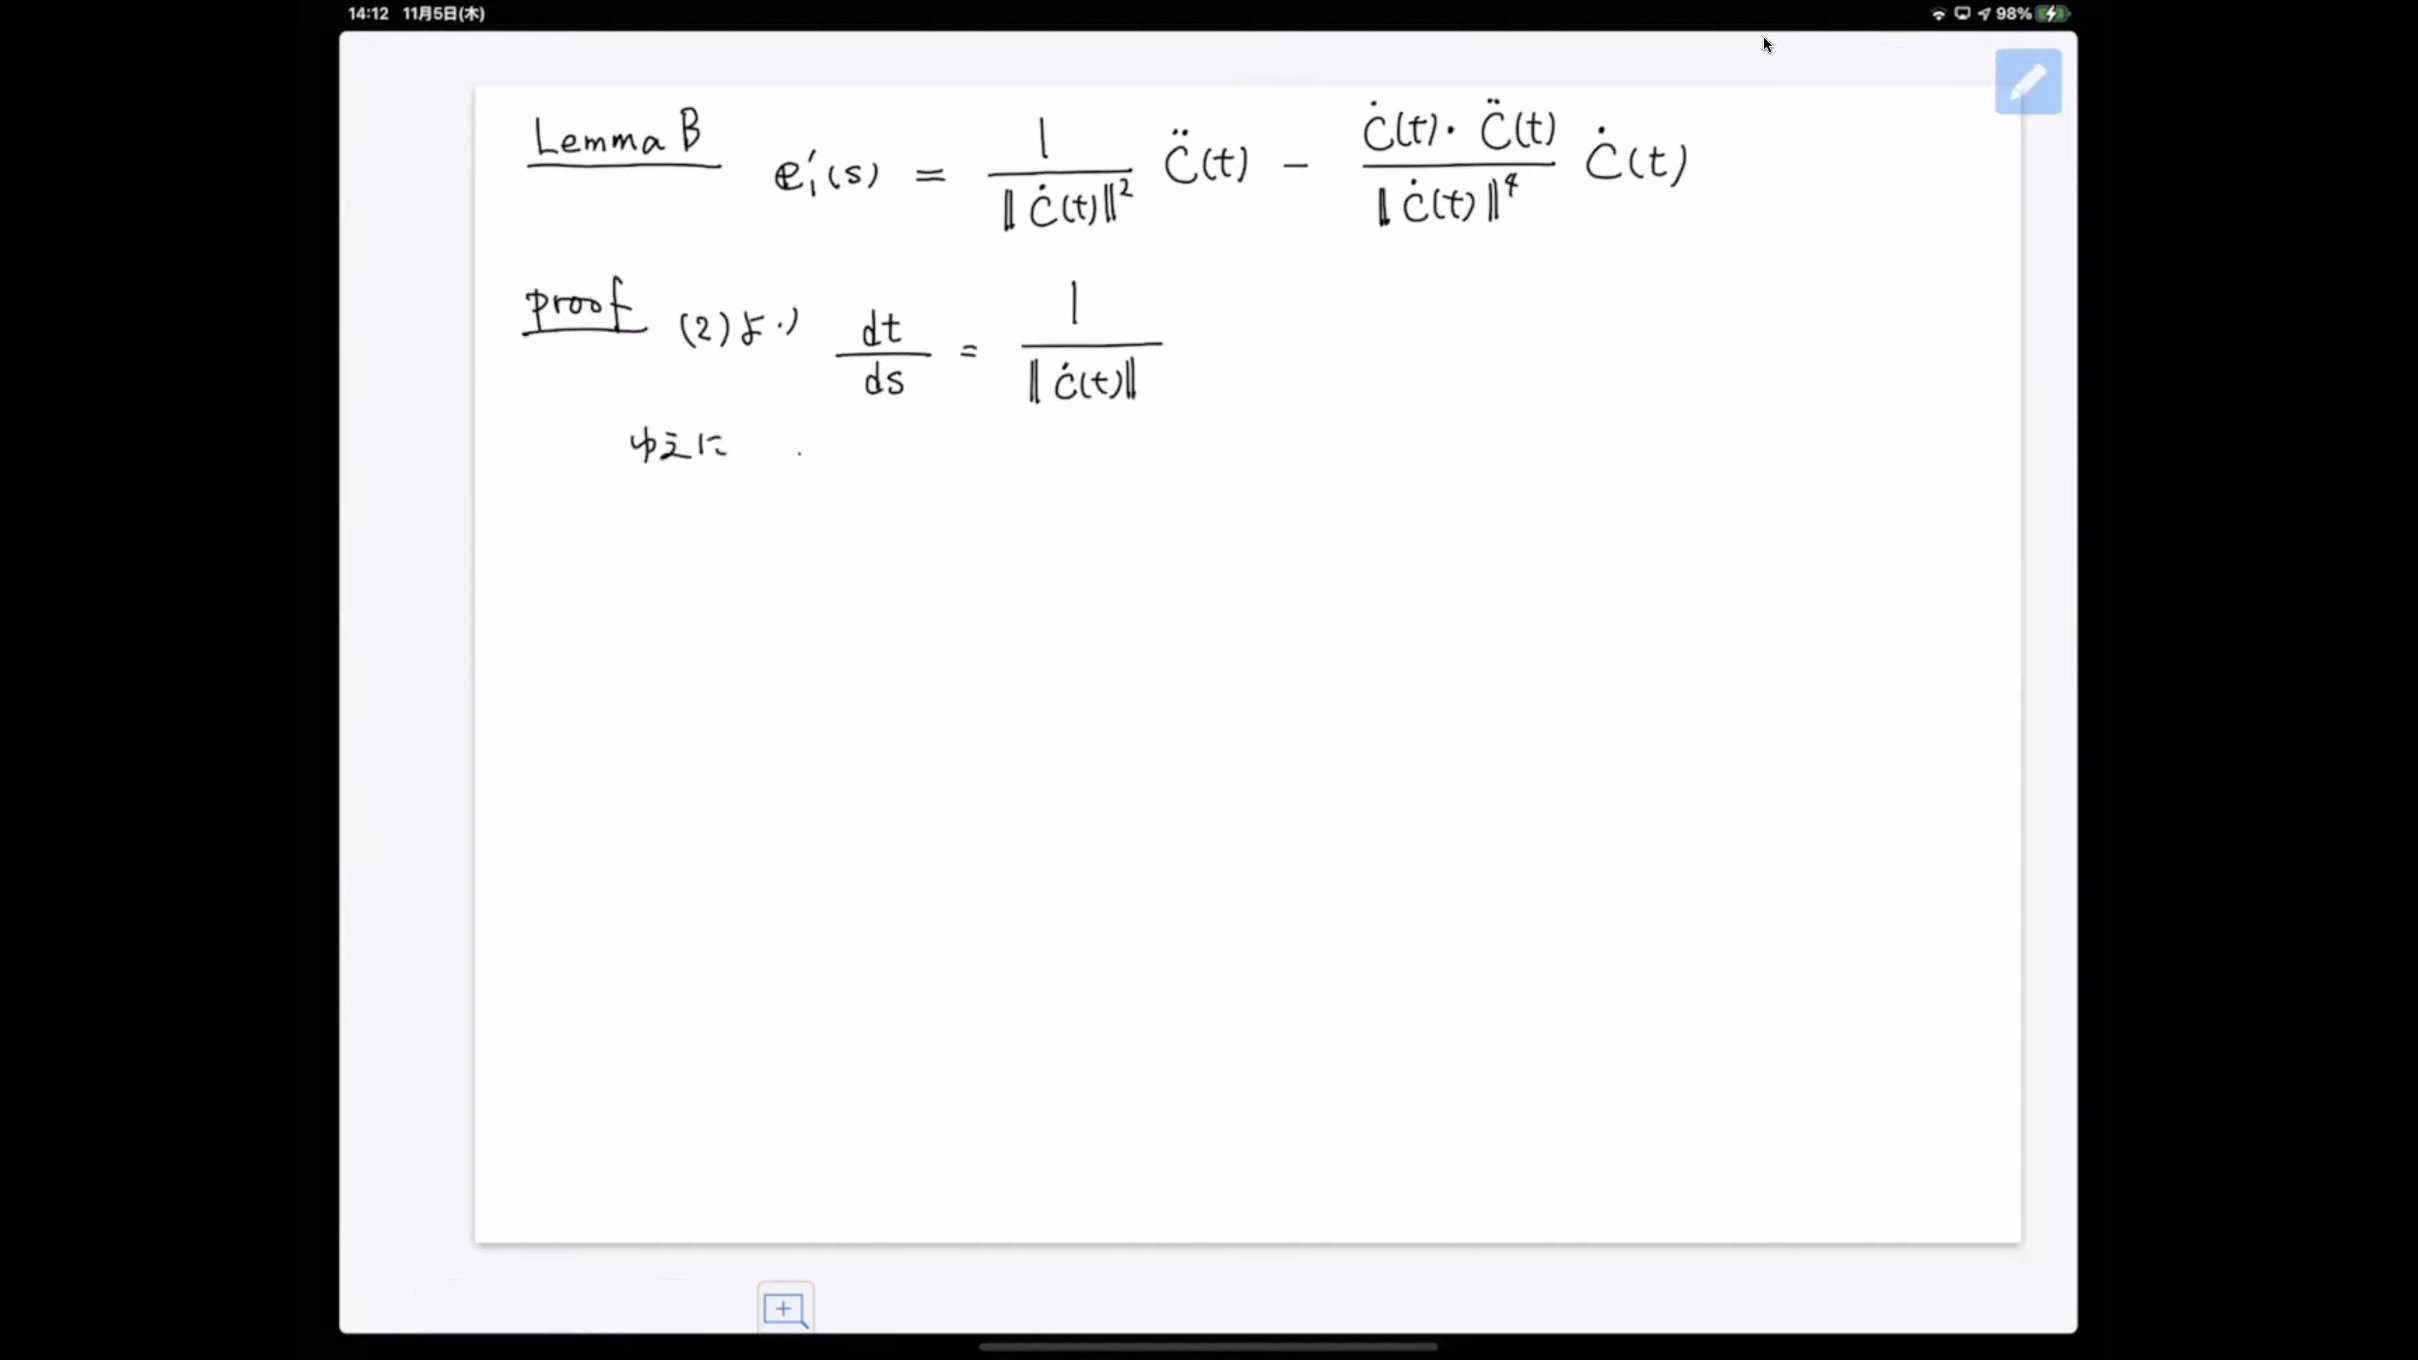 14:12 11月5日(木) 98%
Lemma B e₁′(s) = 1/‖Ċ(t)‖² C̈(t) − Ċ(t)·C̈(t)/‖Ċ(t)‖⁴ Ċ(t)
proof (2)より dt/ds = 1/‖Ċ(t)‖
ゆえに